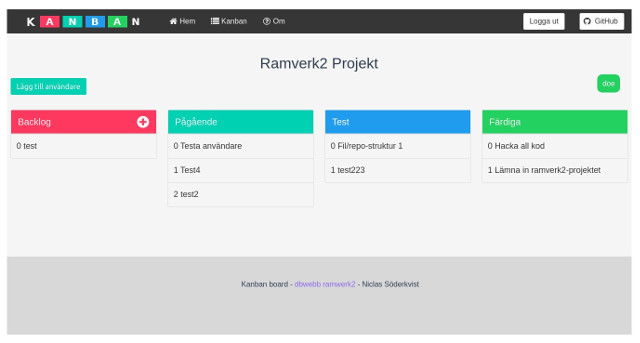 K A N B A N Hem Kanban Om Logga ut GitHub
Ramverk2 Projekt
Lägg till användare doe
Backlog Pågående Test Färdiga
0 test 0 Testa användare 0 Fil/repo-struktur 1 0 Hacka all kod
1 Test4 1 test223 1 Lämna in ramverk2-projektet
2 test2
Kanban board - dbwebb ramwerk2 - Niclas Söderkvist